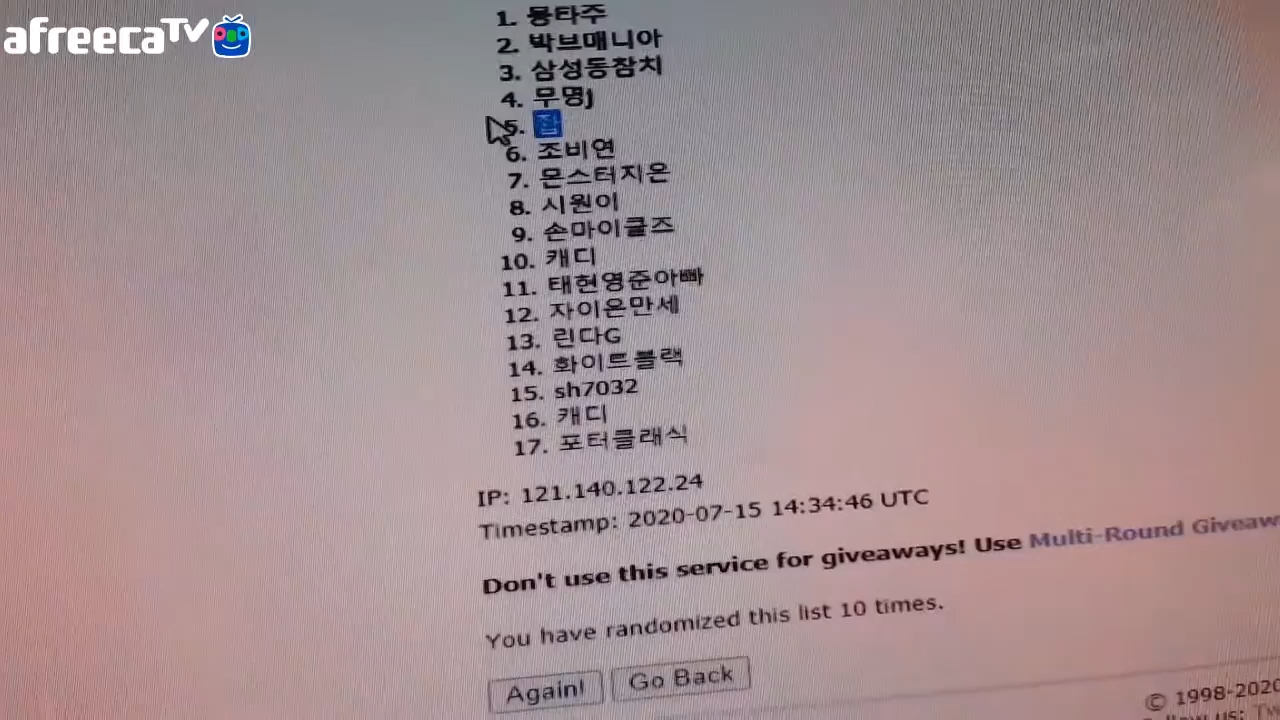 afreecaTV
1. 몽타주
2. 박브매니아
3. 삼성동참치
4. 무명J
5. 잡
6. 조비연
7. 몬스터지온
8. 시원이
9. 손마이클즈
10. 캐디
11. 태현영준아빠
12. 자이온만세
13. 린다G
14. 화이트블랙
15. sh7032
16. 캐디
17. 포터클래식
IP: 121.140.122.24
Timestamp: 2020-07-15 14:34:46 UTC
Don't use this service for giveaways! Use Multi-Round Giveaw
You have randomized this list 10 times.
Again!
Go Back
© 1998-2020